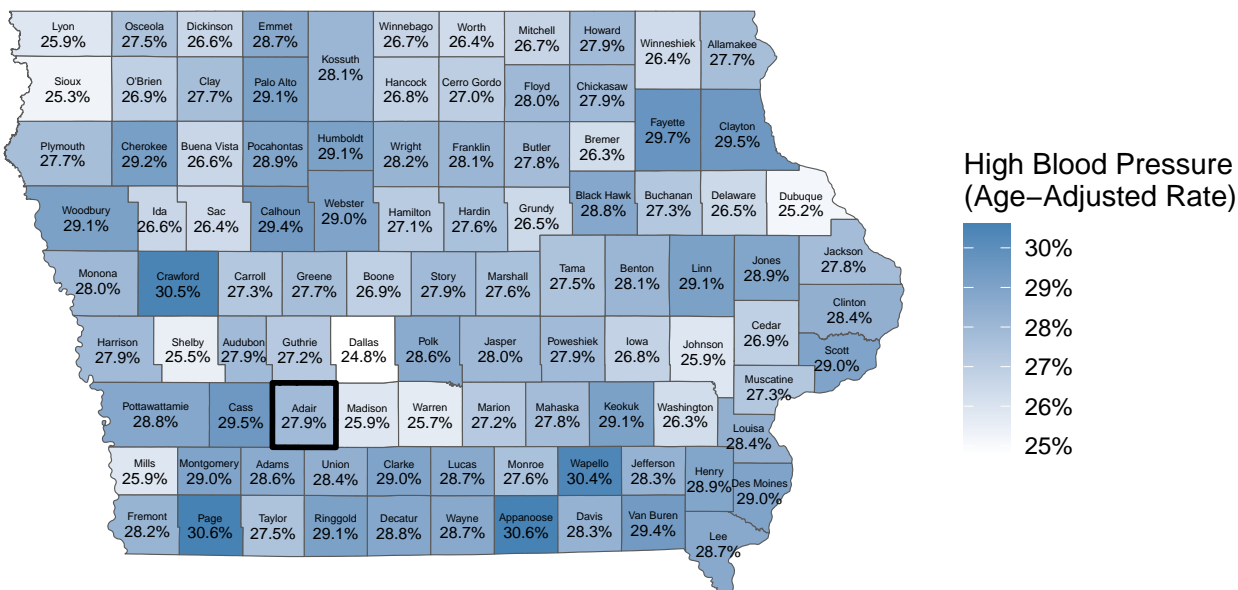 Lyon
25.9%
Osceola
27.5%
Dickinson
26.6%
Emmet
28.7%
Kossuth
28.1%
Winnebago
26.7%
Worth
26.4%
Mitchell
26.7%
Howard
27.9%
Winneshiek
26.4%
Allamakee
27.7%
Sioux
25.3%
O'Brien
26.9%
Clay
27.7%
Palo Alto
29.1%
Hancock
26.8%
Cerro Gordo
27.0%
Floyd
28.0%
Chickasaw
27.9%
Fayette
29.7%
Clayton
29.5%
Plymouth
27.7%
Cherokee
29.2%
Buena Vista
26.6%
Pocahontas
28.9%
Humboldt
29.1%
Wright
28.2%
Franklin
28.1%
Butler
27.8%
Bremer
26.3%
Woodbury
29.1%
Ida
26.6%
Sac
26.4%
Calhoun
29.4%
Webster
29.0%
Hamilton
27.1%
Hardin
27.6%
Grundy
26.5%
Black Hawk
28.8%
Buchanan
27.3%
Delaware
26.5%
Dubuque
25.2%
Monona
28.0%
Crawford
30.5%
Carroll
27.3%
Greene
27.7%
Boone
26.9%
Story
27.9%
Marshall
27.6%
Tama
27.5%
Benton
28.1%
Linn
29.1%
Jones
28.9%
Jackson
27.8%
Clinton
28.4%
Harrison
27.9%
Shelby
25.5%
Audubon
27.9%
Guthrie
27.2%
Dallas
24.8%
Polk
28.6%
Jasper
28.0%
Poweshiek
27.9%
Iowa
26.8%
Johnson
25.9%
Cedar
26.9%
Scott
29.0%
Muscatine
27.3%
Pottawattamie
28.8%
Cass
29.5%
Adair
27.9%
Madison
25.9%
Warren
25.7%
Marion
27.2%
Mahaska
27.8%
Keokuk
29.1%
Washington
26.3%
Louisa
28.4%
Mills
25.9%
Montgomery
29.0%
Adams
28.6%
Union
28.4%
Clarke
29.0%
Lucas
28.7%
Monroe
27.6%
Wapello
30.4%
Jefferson
28.3%
Henry
28.9%
Des Moines
29.0%
Fremont
28.2%
Page
30.6%
Taylor
27.5%
Ringgold
29.1%
Decatur
28.8%
Wayne
28.7%
Appanoose
30.6%
Davis
28.3%
Van Buren
29.4%
Lee
28.7%
High Blood Pressure
(Age−Adjusted Rate)
30%
29%
28%
27%
26%
25%